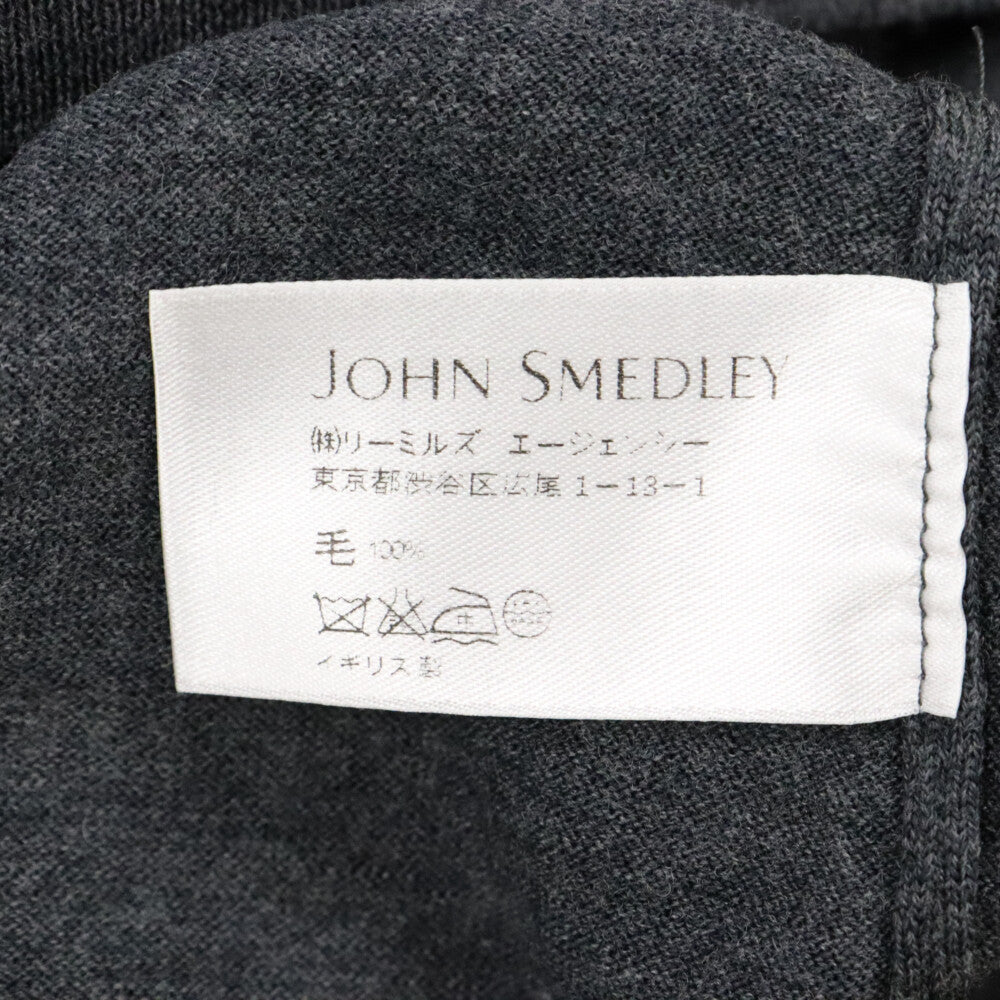 JOHN SMEDLEY
㈱リーミルズ エージェンシー
東京都渋谷区広尾1-13-1
毛 100%
イギリス製